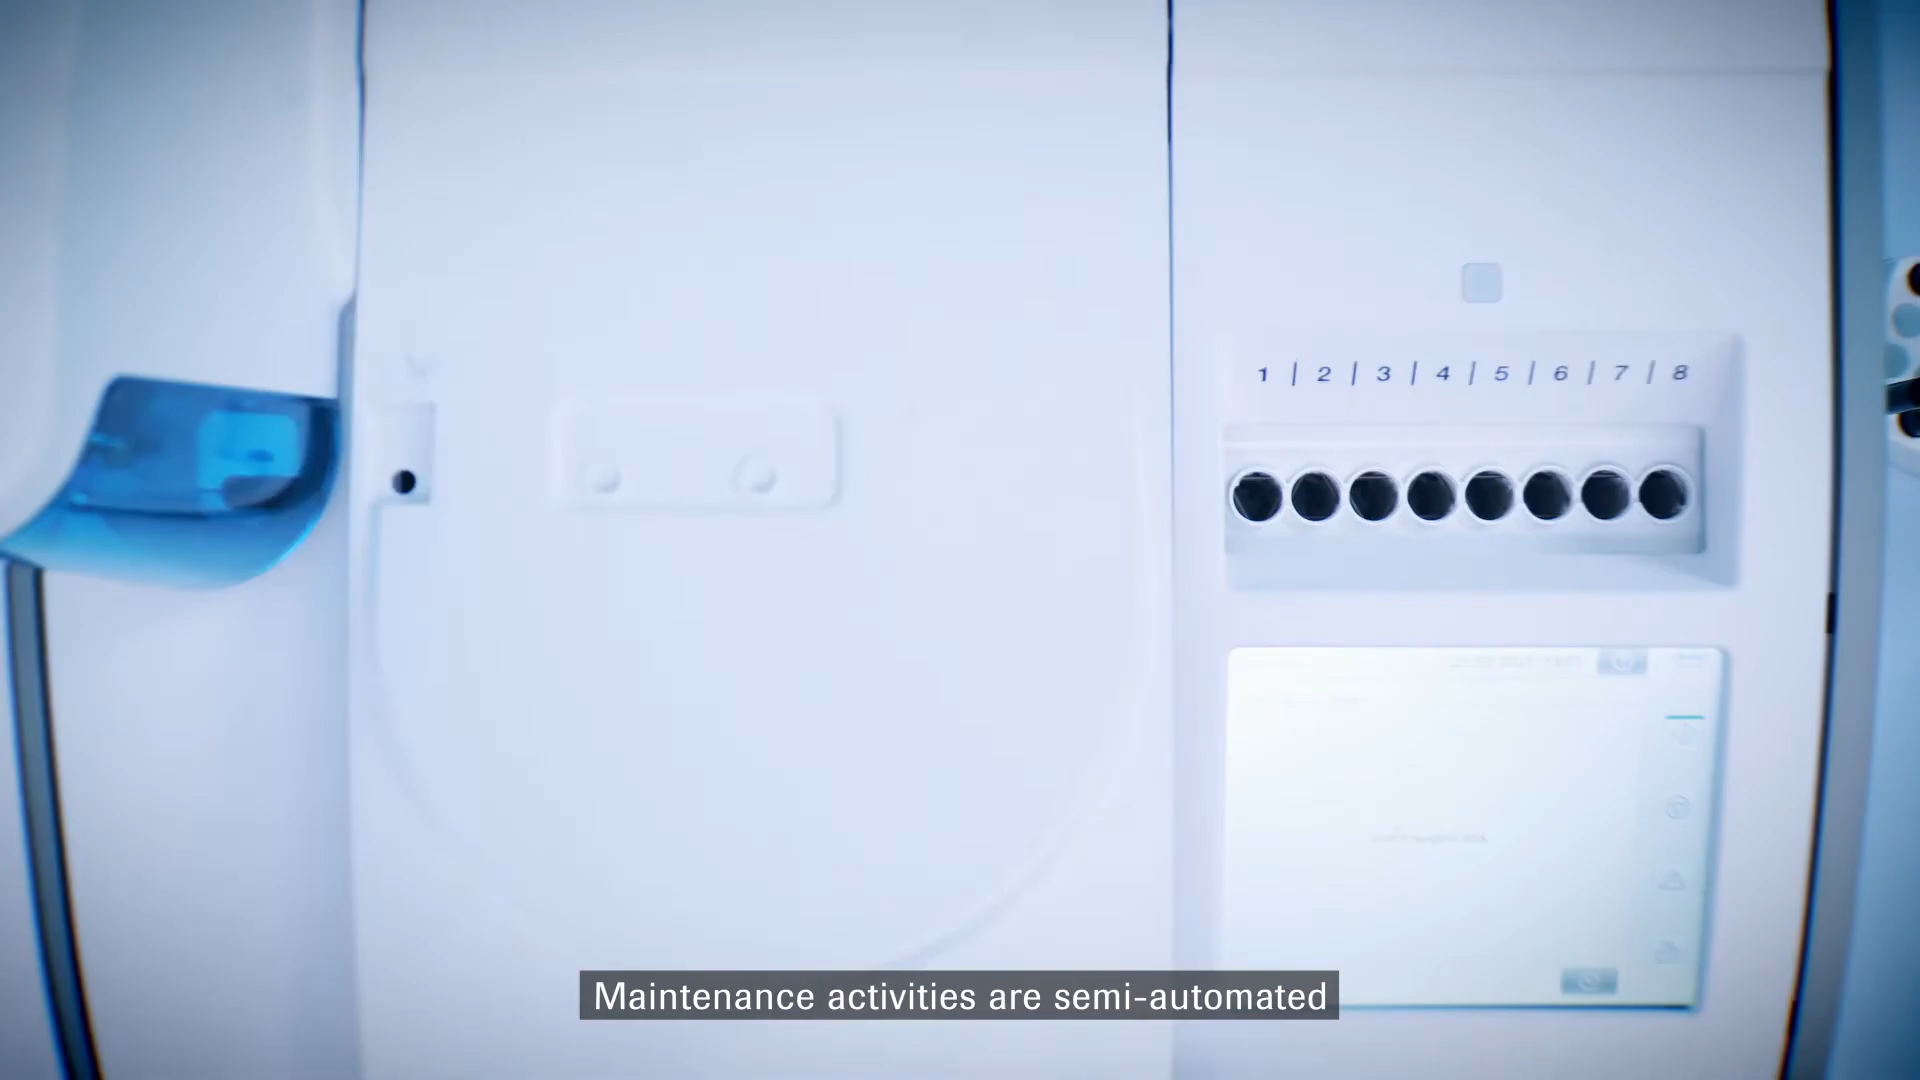 1 | 2 | 3 | 4 | 5 | 6 | 7 | 8
Maintenance activities are semi-automated